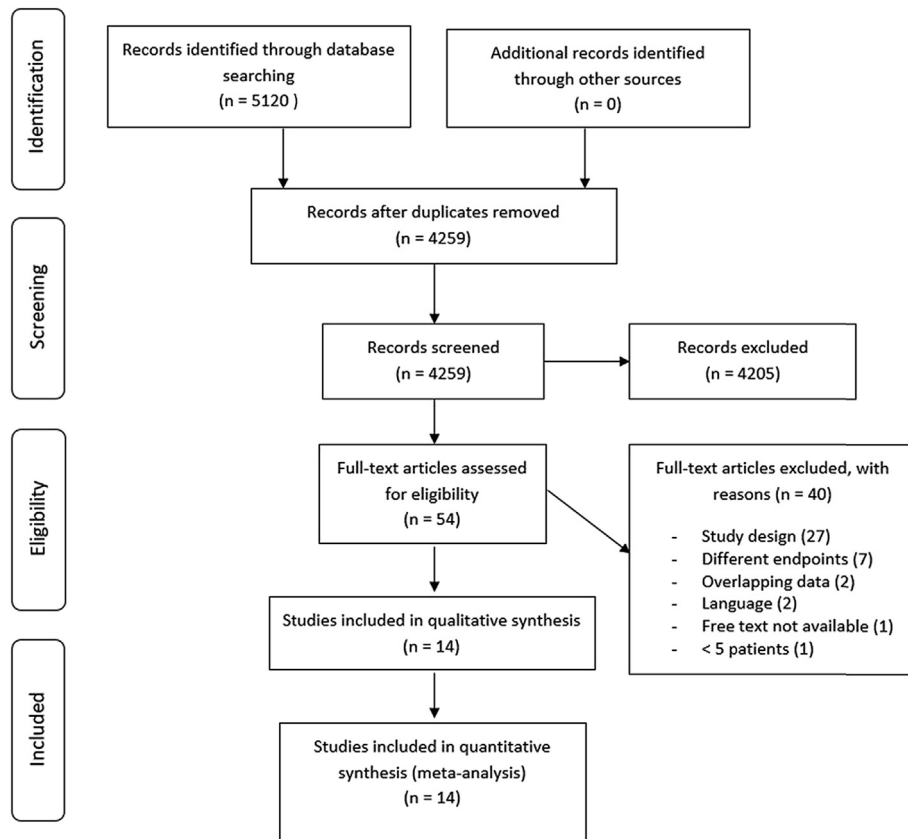 Identification
Records identified through database
searching
(n = 5120 )
Additional records identified
through other sources
(n = 0)
Records after duplicates removed
(n = 4259)
Screening
Records screened
(n = 4259)
Records excluded
(n = 4205)
Eligibility
Full-text articles assessed
for eligibility
(n = 54)
Full-text articles excluded, with
reasons (n = 40)
- Study design (27)
- Different endpoints (7)
- Overlapping data (2)
- Language (2)
- Free text not available (1)
- < 5 patients (1)
Studies included in qualitative synthesis
(n = 14)
Included
Studies included in quantitative
synthesis (meta-analysis)
(n = 14)